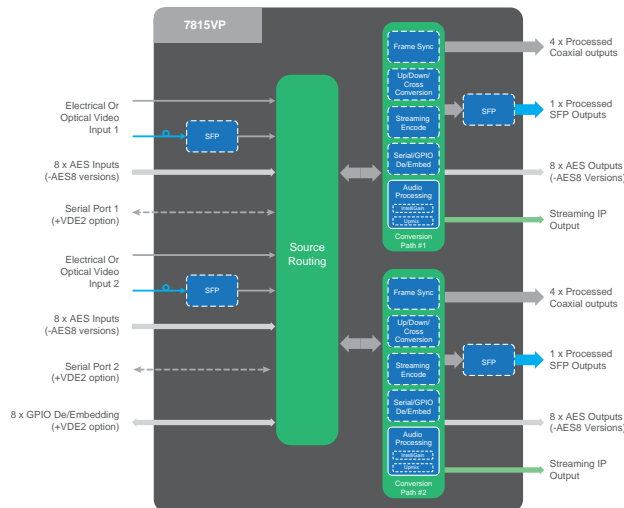 7815VP
Electrical Or
Optical Video
Input 1
SFP
8 x AES Inputs
(-AES8 versions)
Serial Port 1
(+VDE2 option)
Electrical Or
Optical Video
Input 2
SFP
8 x AES Inputs
(-AES8 versions)
Serial Port 2
(+VDE2 option)
8 x GPIO De/Embedding
(+VDE2 option)
Source
Routing
Frame Sync
Up/Down/
Cross
Conversion
Streaming
Encode
Serial/GPIO
De/Embed
Audio
Processing
IntelliGain
Upmix
Conversion
Path #1
SFP
4 x Processed
Coaxial outputs
1 x Processed
SFP Outputs
8 x AES Outputs
(-AES8 Versions)
Streaming IP
Output
Frame Sync
Up/Down/
Cross
Conversion
Streaming
Encode
Serial/GPIO
De/Embed
Audio
Processing
IntelliGain
Upmix
Conversion
Path #2
SFP
4 x Processed
Coaxial outputs
1 x Processed
SFP Outputs
8 x AES Outputs
(-AES8 Versions)
Streaming IP
Output